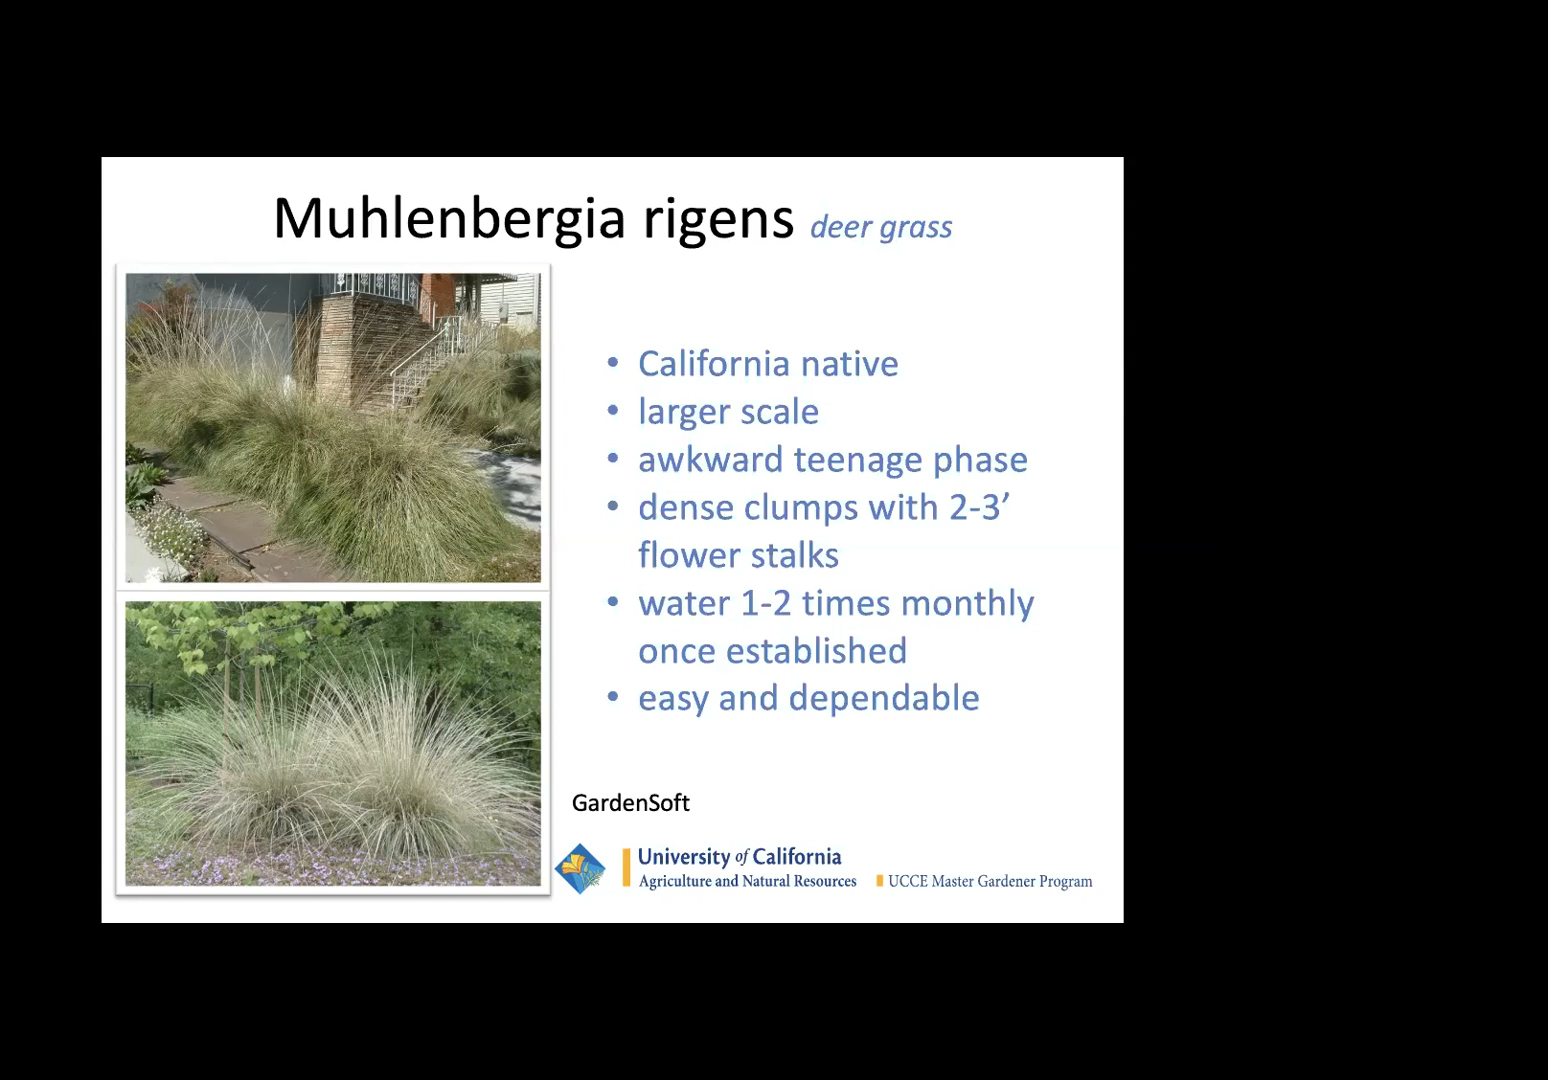 Muhlenbergia rigens deer grass
• California native
• larger scale
• awkward teenage phase
• dense clumps with 2-3’
flower stalks
• water 1-2 times monthly
once established
• easy and dependable
GardenSoft
University of California
Agriculture and Natural Resources
UCCE Master Gardener Program